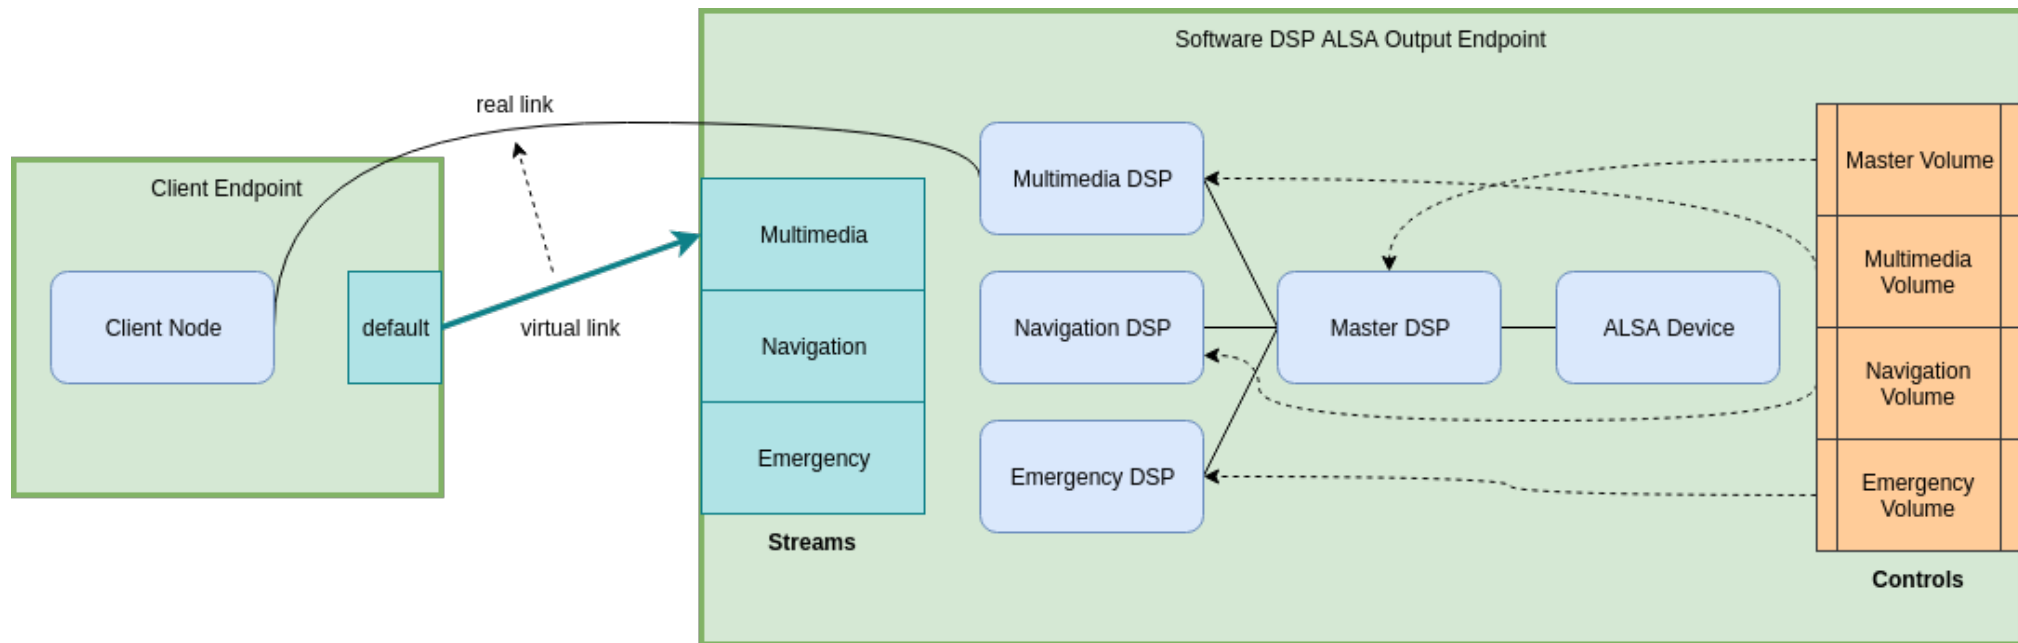 Software DSP ALSA Output Endpoint
real link
Client Endpoint
Client Node
default
virtual link
Multimedia
Navigation
Emergency
Streams
Multimedia DSP
Navigation DSP
Emergency DSP
Master DSP
ALSA Device
Master Volume
Multimedia
Volume
Navigation
Volume
Emergency
Volume
Controls